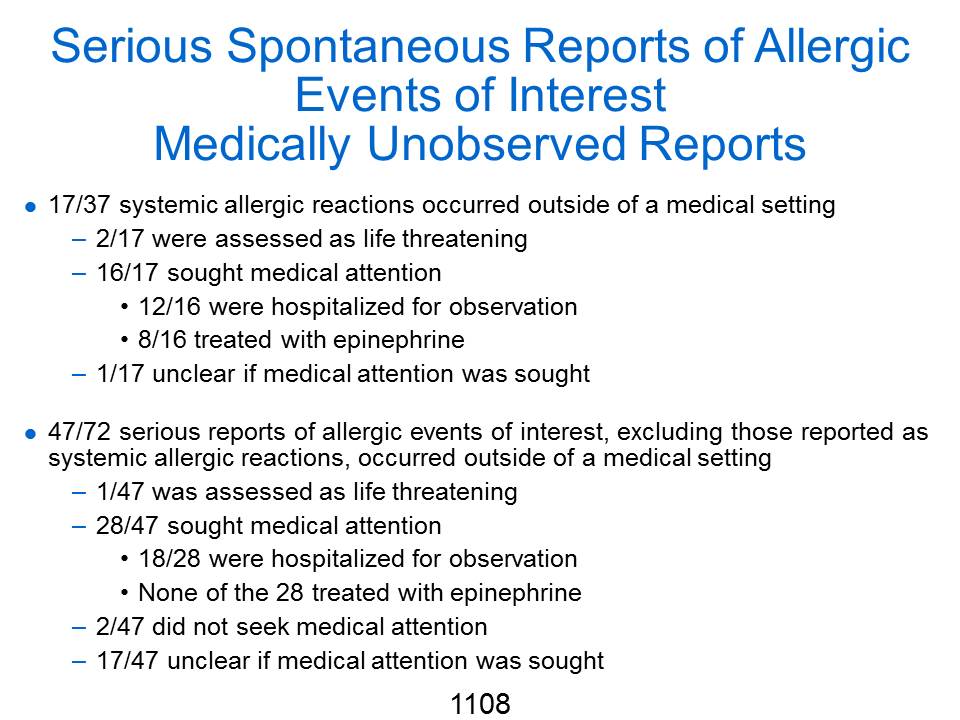 Serious Spontaneous Reports of Allergic
Events of Interest
Medically Unobserved Reports
● 17/37 systemic allergic reactions occurred outside of a medical setting
– 2/17 were assessed as life threatening
– 16/17 sought medical attention
• 12/16 were hospitalized for observation
• 8/16 treated with epinephrine
– 1/17 unclear if medical attention was sought
● 47/72 serious reports of allergic events of interest, excluding those reported as
systemic allergic reactions, occurred outside of a medical setting
– 1/47 was assessed as life threatening
– 28/47 sought medical attention
• 18/28 were hospitalized for observation
• None of the 28 treated with epinephrine
– 2/47 did not seek medical attention
– 17/47 unclear if medical attention was sought
1108